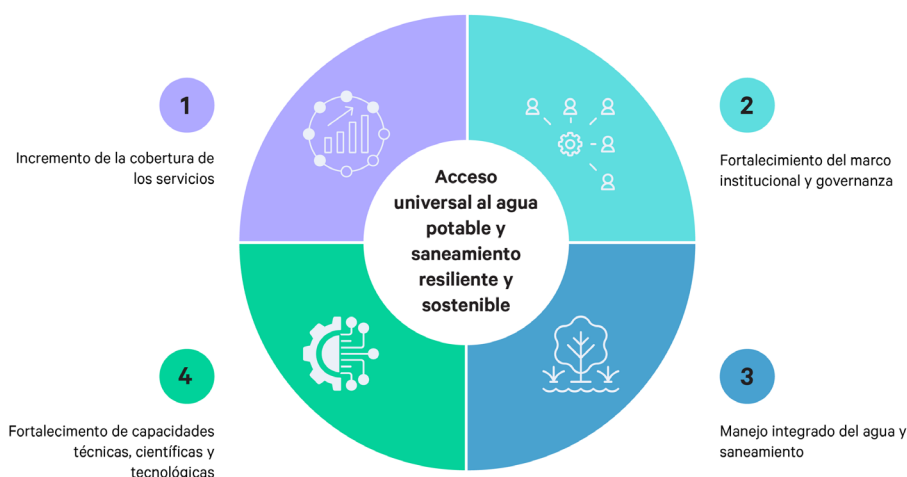 1
Incremento de la cobertura de
los servicios
2
Fortalecimiento del marco
institucional y governanza
Acceso
universal al agua
potable y
saneamiento
resiliente y
sostenible
4
Fortalecimento de capacidades
técnicas, científicas y
tecnológicas
3
Manejo integrado del agua y
saneamiento